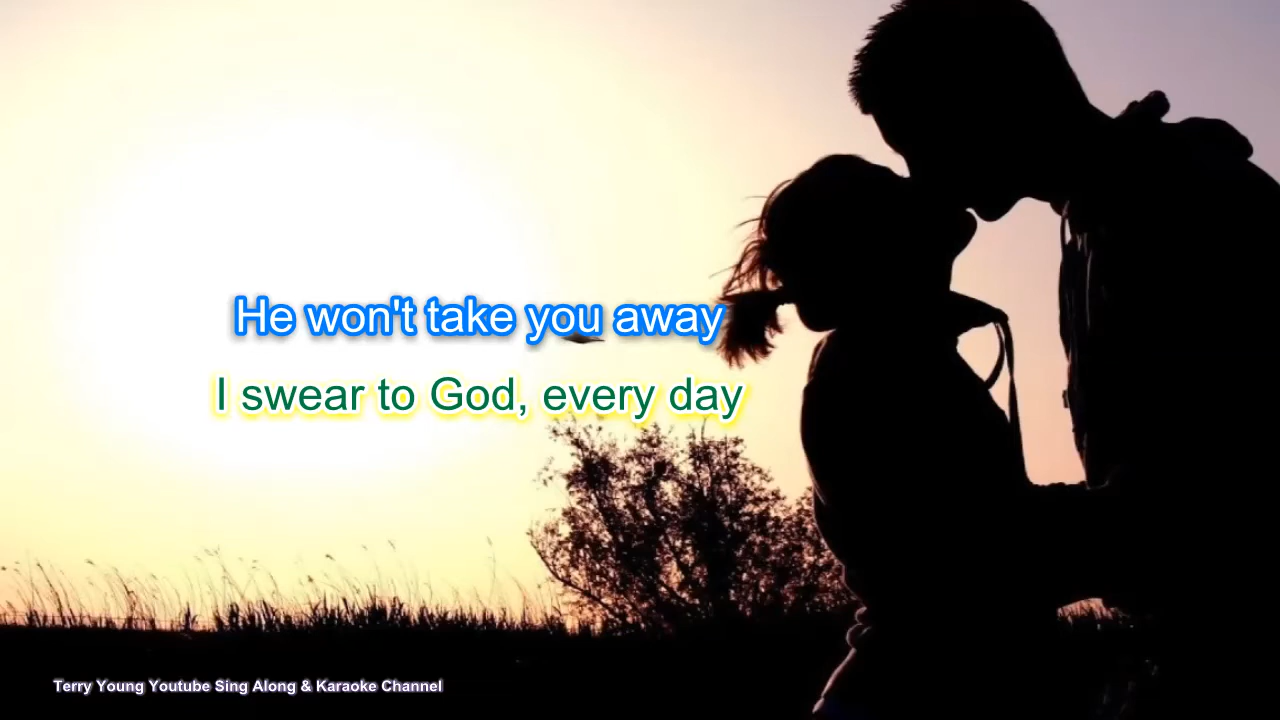 He won't take you away
I swear to God, every day
Terry Young Youtube Sing Along & Karaoke Channel